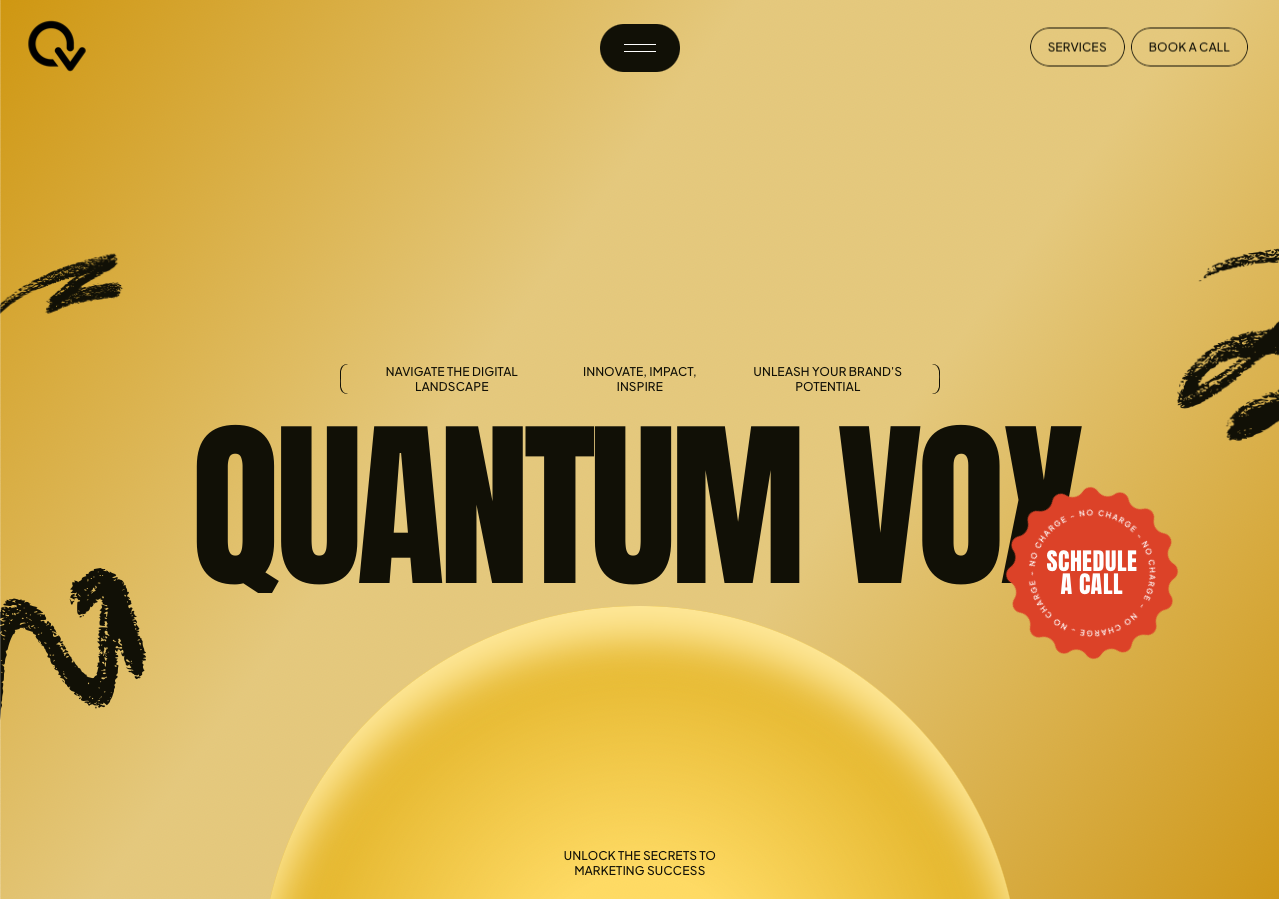 SERVICES
BOOK A CALL
NAVIGATE THE DIGITAL
LANDSCAPE
INNOVATE, IMPACT,
INSPIRE
UNLEASH YOUR BRAND'S
POTENTIAL
QUANTUM VOX
NO CHARGE - NO CHARGE - NO CHARGE - NO CHARGE - NO CHARGE -
SCHEDULE
A CALL
UNLOCK THE SECRETS TO
MARKETING SUCCESS